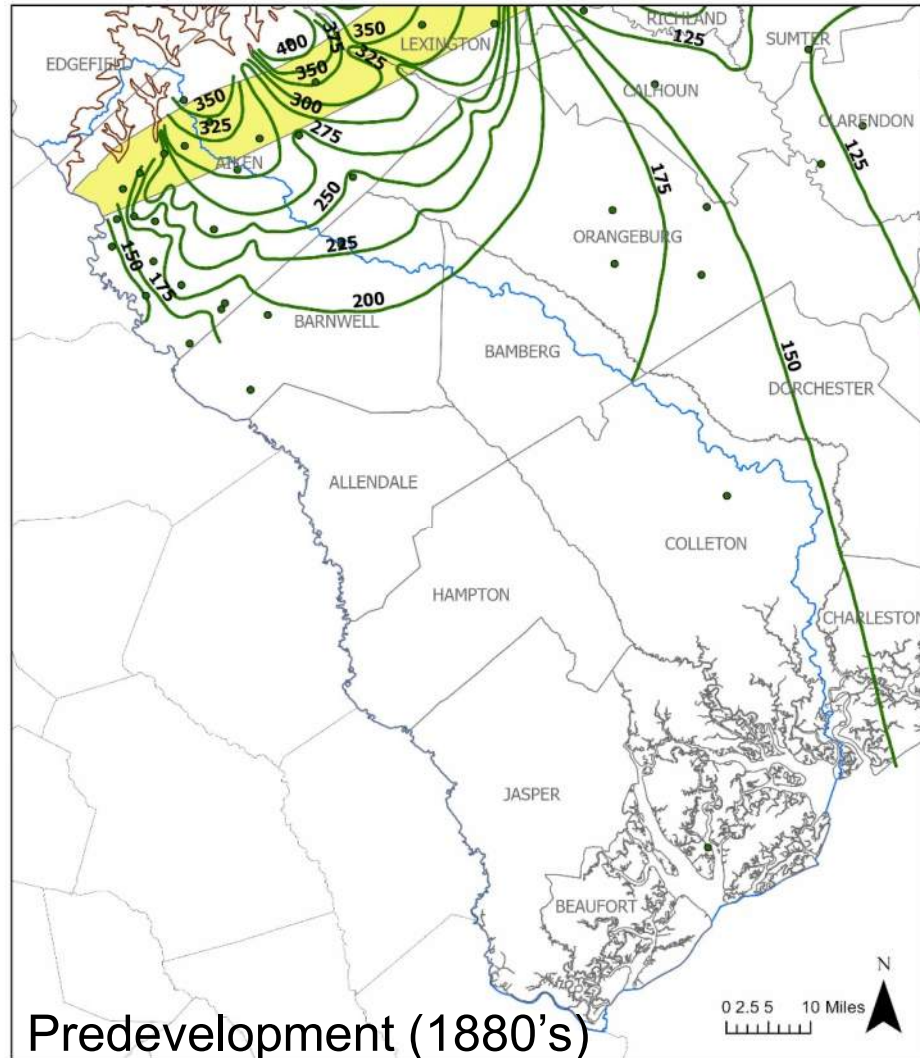 RICHLAND
350
375
LEXINGTON
125
SUMTER
400
325
EDGEFIELD
350
CALHOUN
350
300
CLARENDON
325
275
125
AIKEN
175
250
ORANGEBURG
225
150
175
200
BARNWELL
BAMBERG
150
DORCHESTER
ALLENDALE
COLLETON
HAMPTON
CHARLESTON
JASPER
BEAUFORT
N
0 2.5 5 10 Miles
Predevelopment (1880's)